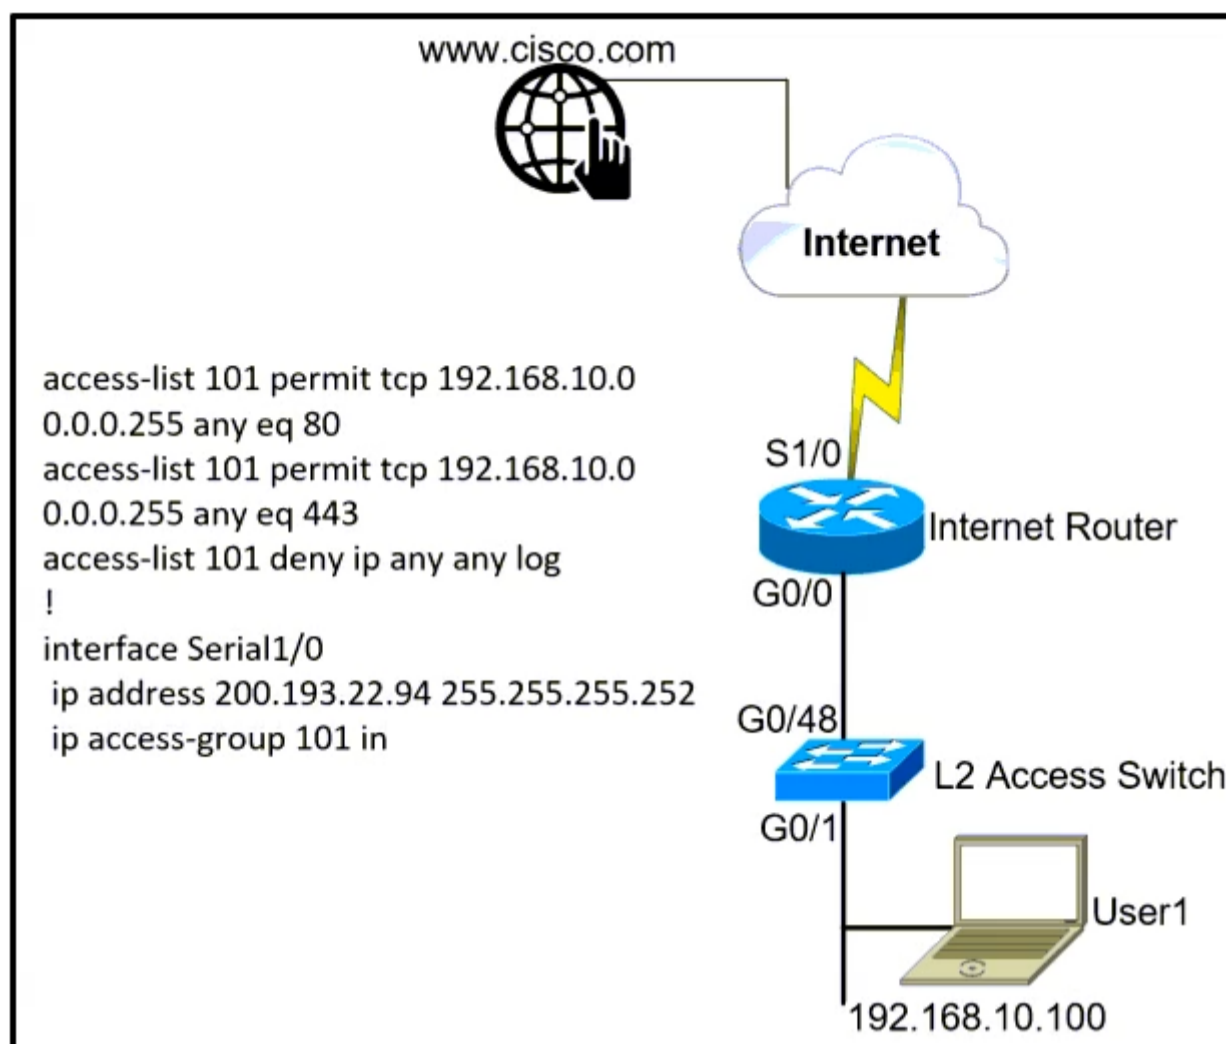 www.cisco.com
Internet
access-list 101 permit tcp 192.168.10.0
0.0.0.255 any eq 80
access-list 101 permit tcp 192.168.10.0
0.0.0.255 any eq 443
access-list 101 deny ip any any log
!
interface Serial1/0
ip address 200.193.22.94 255.255.255.252
ip access-group 101 in
S1/0
Internet Router
G0/0
G0/48
L2 Access Switch
G0/1
User1
192.168.10.100